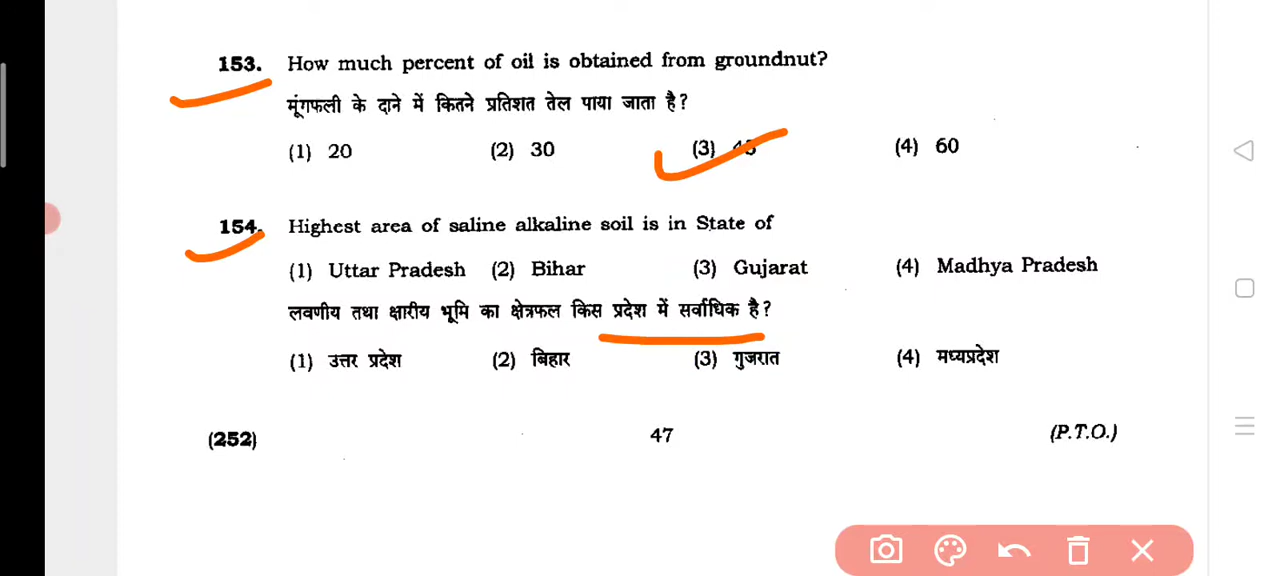 153. How much percent of oil is obtained from groundnut?
मूंगफली के दाने में कितने प्रतिशत तेल पाया जाता है?
(1) 20 (2) 30 (3) 45 (4) 60
154. Highest area of saline alkaline soil is in State of
(1) Uttar Pradesh (2) Bihar (3) Gujarat (4) Madhya Pradesh
लवणीय तथा क्षारीय भूमि का क्षेत्रफल किस प्रदेश में सर्वाधिक है?
(1) उत्तर प्रदेश (2) बिहार (3) गुजरात (4) मध्यप्रदेश
(252) 47 (P.T.O.)